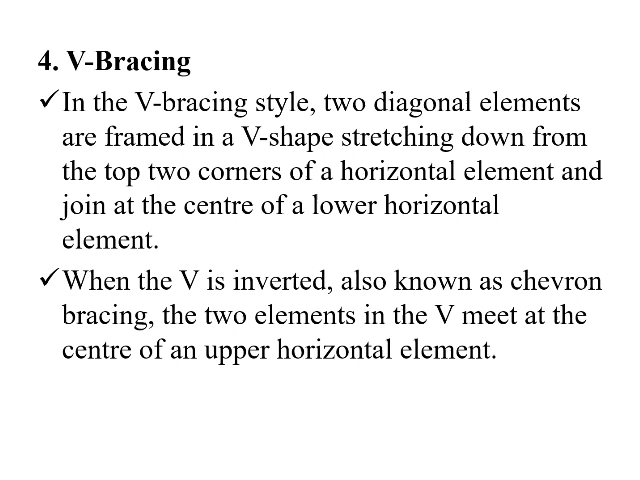 4. V-Bracing
✓In the V-bracing style, two diagonal elements
are framed in a V-shape stretching down from
the top two corners of a horizontal element and
join at the centre of a lower horizontal
element.
✓When the V is inverted, also known as chevron
bracing, the two elements in the V meet at the
centre of an upper horizontal element.